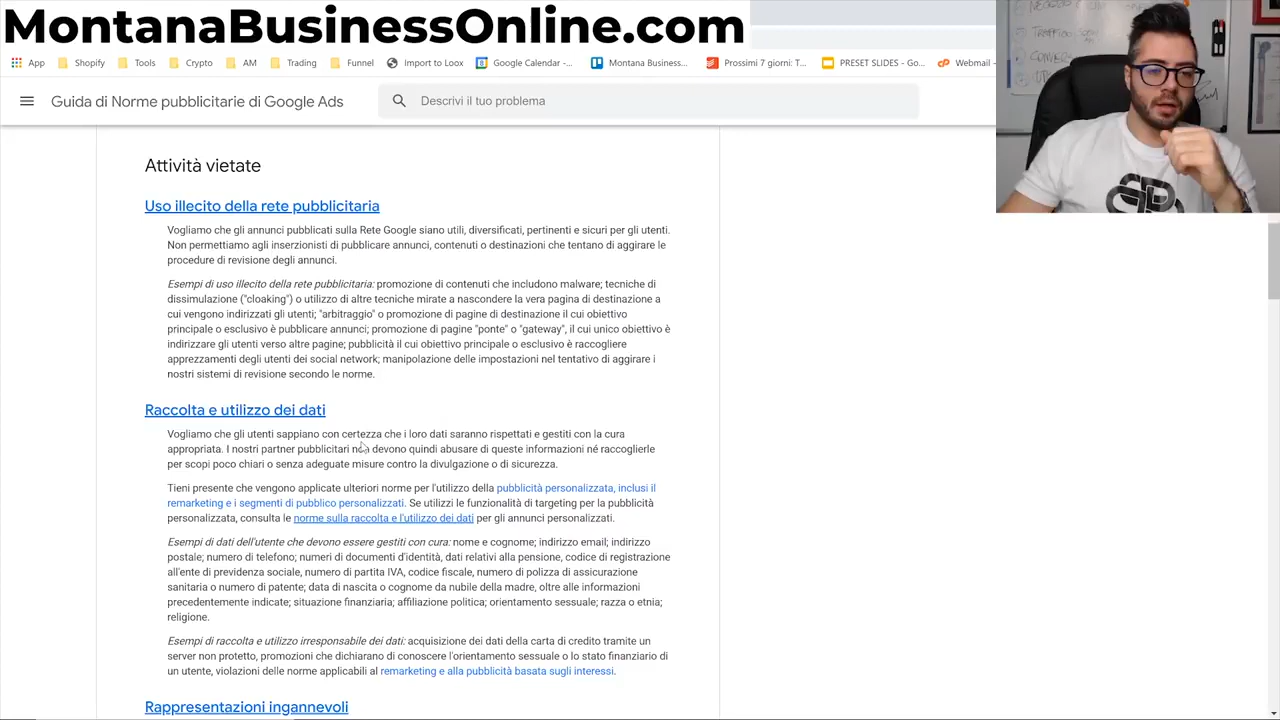 MontanaBusinessOnline.com
App Shopify Tools Crypto AM Trading Funnel Import to Loox Google Calendar -... Montana Business... Prossimi 7 giorni: T... PRESET SLIDES - Go... Webmail -
Guida di Norme pubblicitarie di Google Ads Descrivi il tuo problema
Attività vietate
Uso illecito della rete pubblicitaria
Vogliamo che gli annunci pubblicati sulla Rete Google siano utili, diversificati, pertinenti e sicuri per gli utenti.
Non permettiamo agli inserzionisti di pubblicare annunci, contenuti o destinazioni che tentano di aggirare le
procedure di revisione degli annunci.
Esempi di uso illecito della rete pubblicitaria: promozione di contenuti che includono malware; tecniche di
dissimulazione ("cloaking") o utilizzo di altre tecniche mirate a nascondere la vera pagina di destinazione a
cui vengono indirizzati gli utenti; "arbitraggio" o promozione di pagine di destinazione il cui obiettivo
principale o esclusivo è pubblicare annunci; promozione di pagine "ponte" o "gateway", il cui unico obiettivo è
indirizzare gli utenti verso altre pagine; pubblicità il cui obiettivo principale o esclusivo è raccogliere
apprezzamenti degli utenti dei social network; manipolazione delle impostazioni nel tentativo di aggirare i
nostri sistemi di revisione secondo le norme.
Raccolta e utilizzo dei dati
Vogliamo che gli utenti sappiano con certezza che i loro dati saranno rispettati e gestiti con la cura
appropriata. I nostri partner pubblicitari non devono quindi abusare di queste informazioni né raccoglierle
per scopi poco chiari o senza adeguate misure contro la divulgazione o di sicurezza.
Tieni presente che vengono applicate ulteriori norme per l'utilizzo della pubblicità personalizzata, inclusi il
remarketing e i segmenti di pubblico personalizzati. Se utilizzi le funzionalità di targeting per la pubblicità
personalizzata, consulta le norme sulla raccolta e l'utilizzo dei dati per gli annunci personalizzati.
Esempi di dati dell'utente che devono essere gestiti con cura: nome e cognome; indirizzo email; indirizzo
postale; numero di telefono; numeri di documenti d'identità, dati relativi alla pensione, codice di registrazione
all'ente di previdenza sociale, numero di partita IVA, codice fiscale, numero di polizza di assicurazione
sanitaria o numero di patente; data di nascita o cognome da nubile della madre, oltre alle informazioni
precedentemente indicate; situazione finanziaria; affiliazione politica; orientamento sessuale; razza o etnia;
religione.
Esempi di raccolta e utilizzo irresponsabile dei dati: acquisizione dei dati della carta di credito tramite un
server non protetto, promozioni che dichiarano di conoscere l'orientamento sessuale o lo stato finanziario di
un utente, violazioni delle norme applicabili al remarketing e alla pubblicità basata sugli interessi.
Rappresentazioni ingannevoli